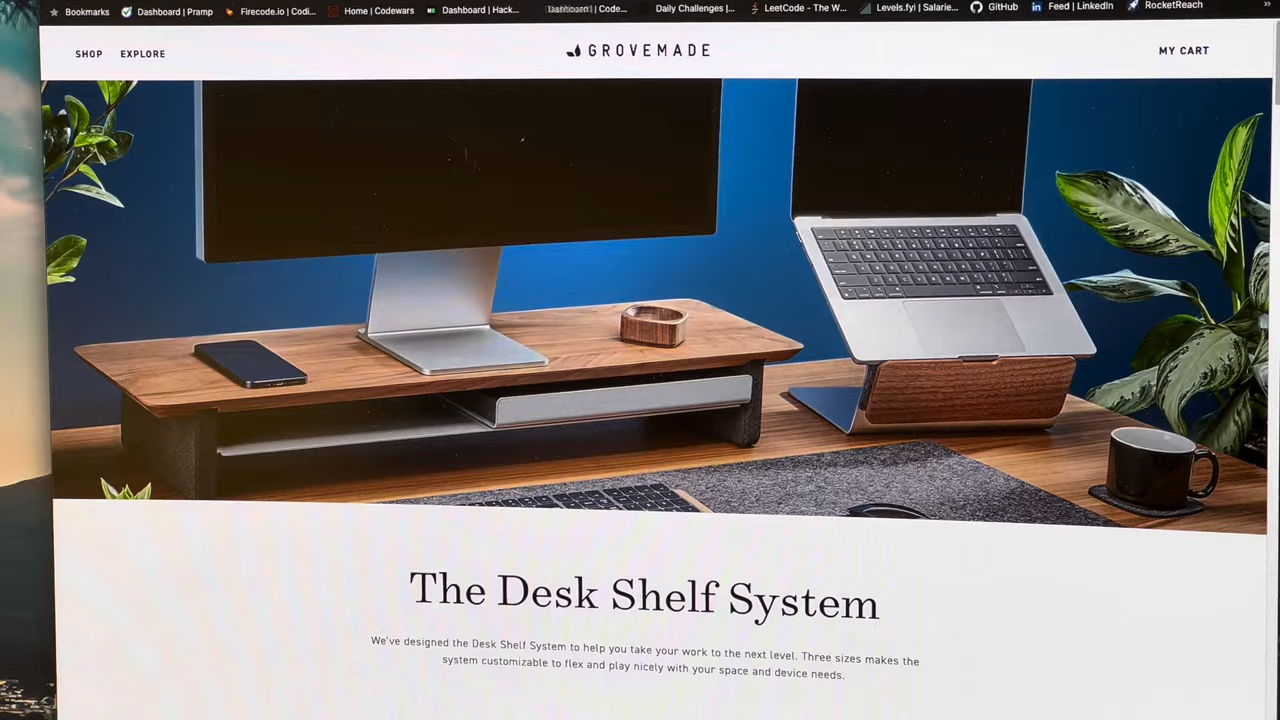 Bookmarks Dashboard | Pramp Firecode.io | Codi... Home | Codewars Dashboard | Hack... Dashboard | Code... Daily Challenges |... LeetCode - The W... Levels.fyi | Salarie... GitHub Feed | LinkedIn RocketReach »
SHOP EXPLORE GROVEMADE MY CART
The Desk Shelf System
We've designed the Desk Shelf System to help you take your work to the next level. Three sizes makes the
system customizable to flex and play nicely with your space and device needs.